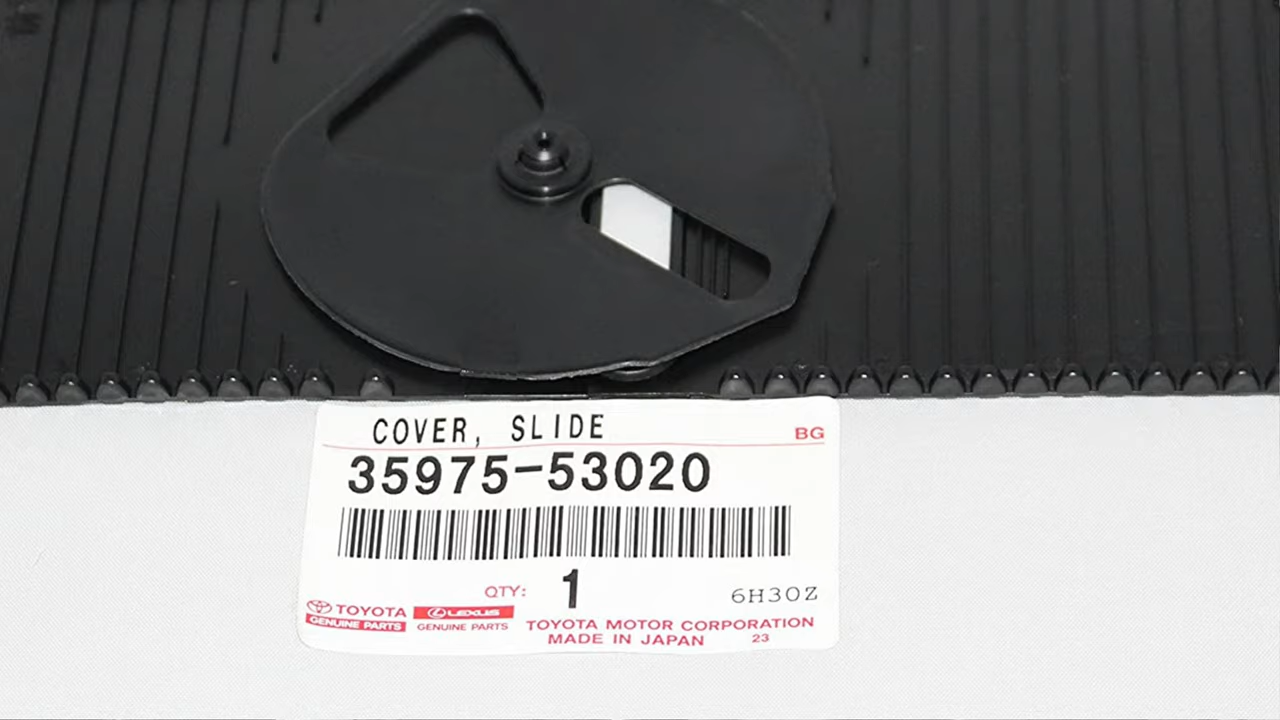 COVER, SLIDE
BG
35975-53020
QTY: 1
6H30Z
TOYOTA
GENUINE PARTS
LEXUS
GENUINE PARTS
TOYOTA MOTOR CORPORATION
MADE IN JAPAN 23